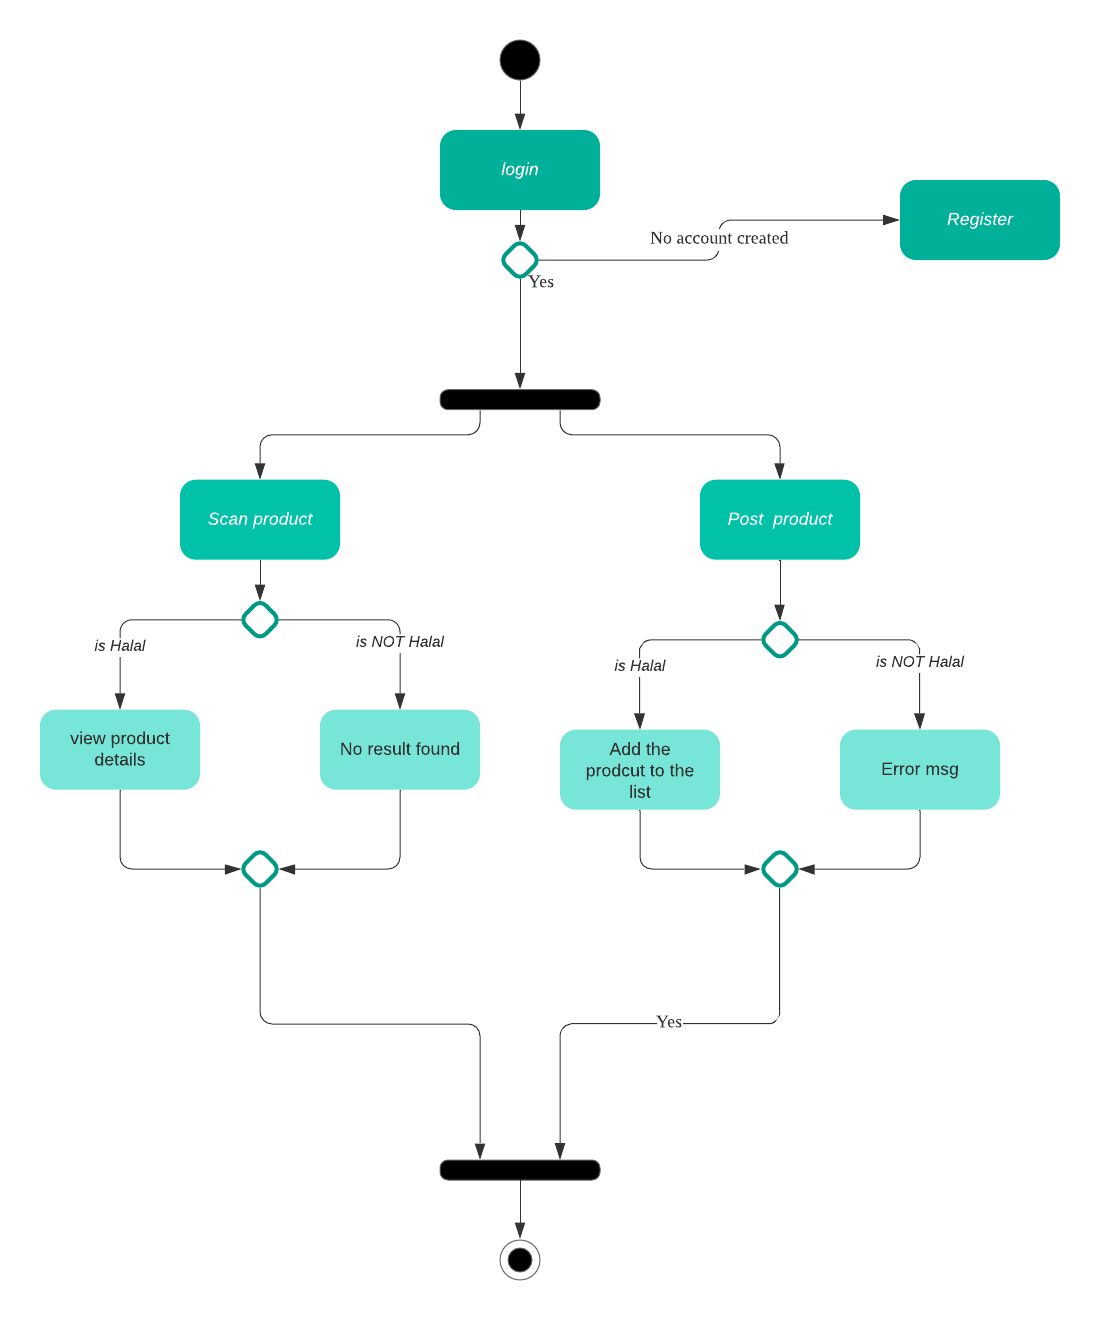 login
Register
No account created
Yes
Scan product
Post  product
is Halal
is NOT Halal
is Halal
is NOT Halal
view product
details
No result found
Add the
prodcut to the
list
Error msg
Yes